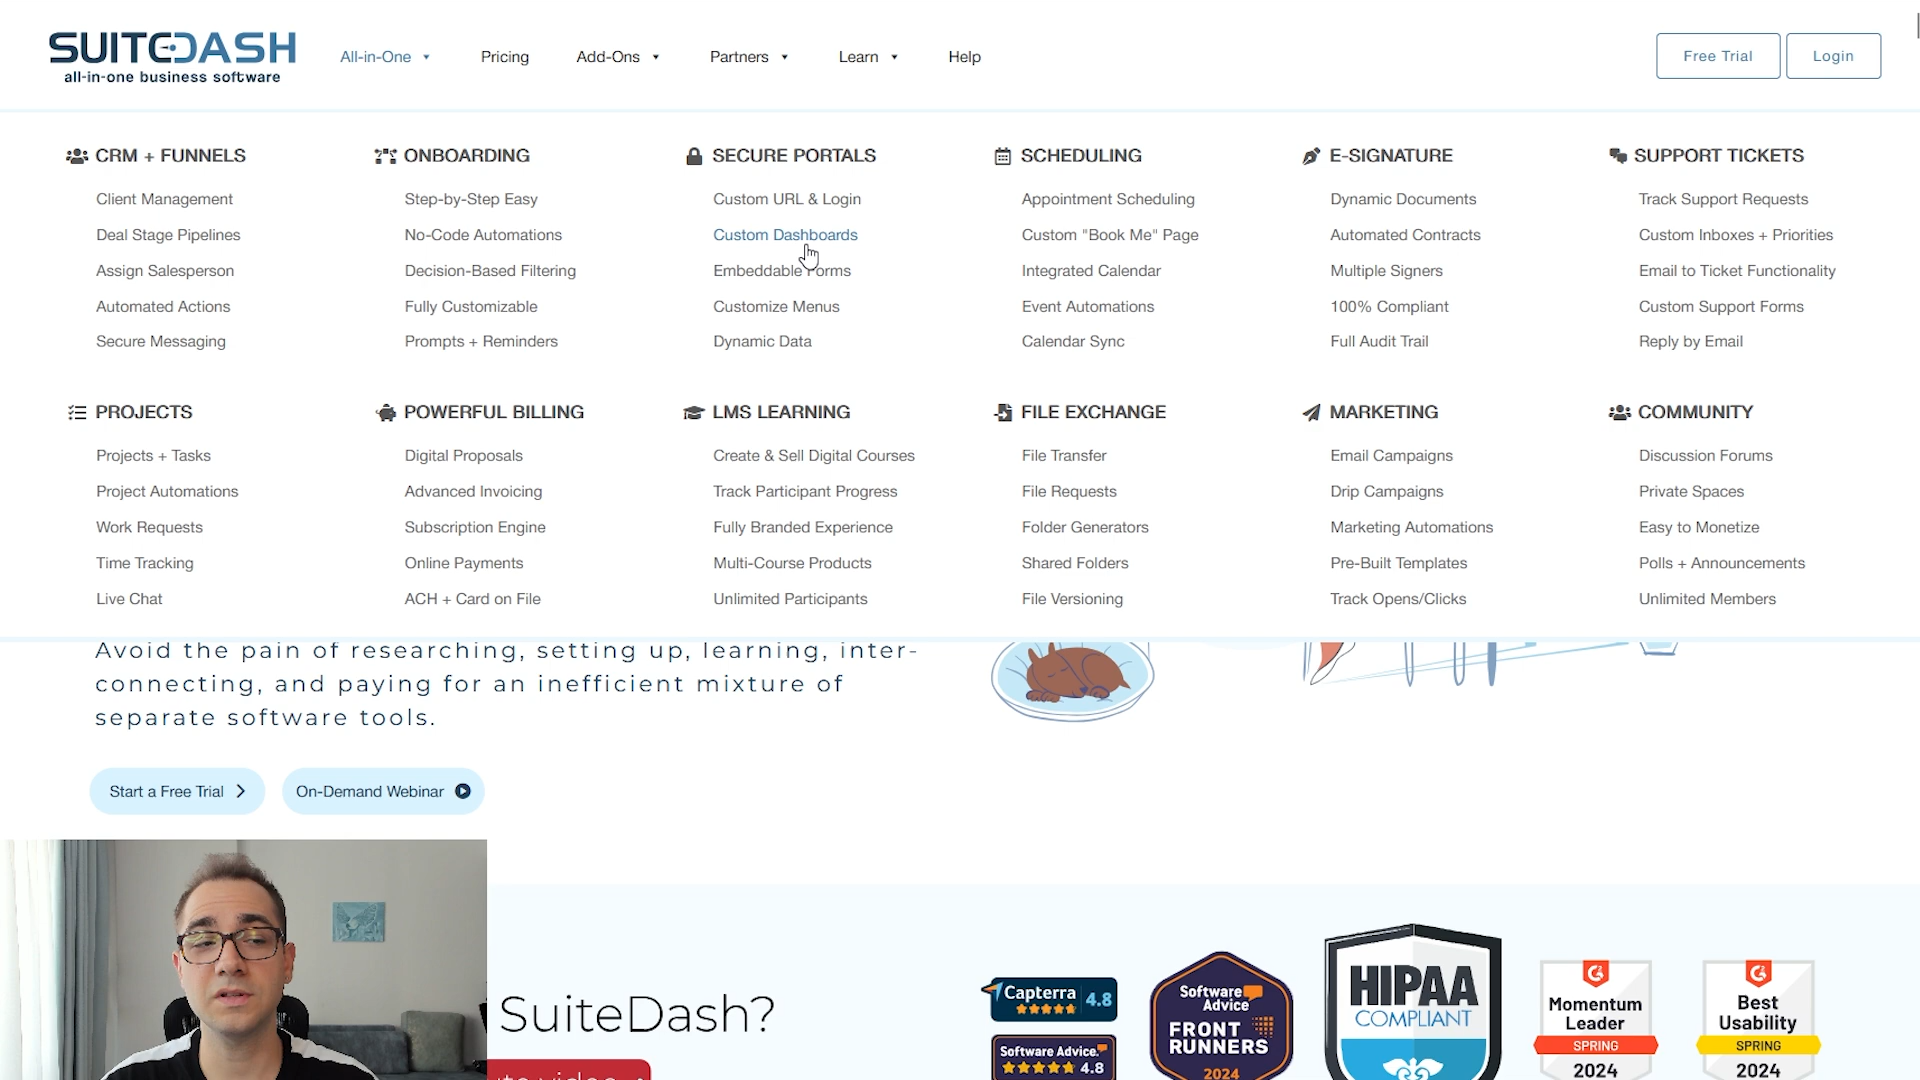 SUITEDASH
all-in-one business software
All-in-One
Pricing
Add-Ons
Partners
Learn
Help
Free Trial
Login
CRM + FUNNELS
Client Management
Deal Stage Pipelines
Assign Salesperson
Automated Actions
Secure Messaging
ONBOARDING
Step-by-Step Easy
No-Code Automations
Decision-Based Filtering
Fully Customizable
Prompts + Reminders
SECURE PORTALS
Custom URL & Login
Custom Dashboards
Embeddable Forms
Customize Menus
Dynamic Data
SCHEDULING
Appointment Scheduling
Custom "Book Me" Page
Integrated Calendar
Event Automations
Calendar Sync
E-SIGNATURE
Dynamic Documents
Automated Contracts
Multiple Signers
100% Compliant
Full Audit Trail
SUPPORT TICKETS
Track Support Requests
Custom Inboxes + Priorities
Email to Ticket Functionality
Custom Support Forms
Reply by Email
PROJECTS
Projects + Tasks
Project Automations
Work Requests
Time Tracking
Live Chat
POWERFUL BILLING
Digital Proposals
Advanced Invoicing
Subscription Engine
Online Payments
ACH + Card on File
LMS LEARNING
Create & Sell Digital Courses
Track Participant Progress
Fully Branded Experience
Multi-Course Products
Unlimited Participants
FILE EXCHANGE
File Transfer
File Requests
Folder Generators
Shared Folders
File Versioning
MARKETING
Email Campaigns
Drip Campaigns
Marketing Automations
Pre-Built Templates
Track Opens/Clicks
COMMUNITY
Discussion Forums
Private Spaces
Easy to Monetize
Polls + Announcements
Unlimited Members
Avoid the pain of researching, setting up, learning, inter-
connecting, and paying for an inefficient mixture of
separate software tools.
Start a Free Trial
On-Demand Webinar
SuiteDash?
Capterra 4.8
Software Advice. 4.8
Software
Advice
FRONT
RUNNERS
2024
HIPAA
COMPLIANT
Momentum
Leader
SPRING
2024
Best
Usability
SPRING
2024